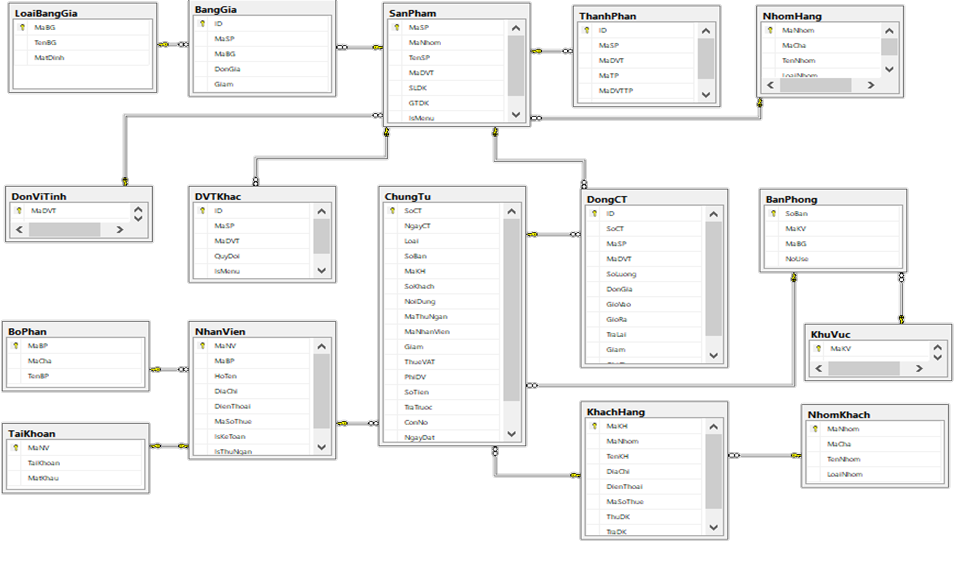 LoaiBangGia
MaBG
TenBG
MatDinh
BangGia
ID
MaSP
MaBG
DonGia
Giam
SanPham
MaSP
MaNhom
TenSP
MaDVT
SLDK
GTDK
IsMenu
ThanhPhan
ID
MaSP
MaDVT
MaTP
MaDVTTP
NhomHang
MaNhom
MaCha
TenNhom
LoaiNhom
DonViTinh
MaDVT
DVTKhac
ID
MaSP
MaDVT
QuyDoi
IsMenu
ChungTu
SoCT
NgayCT
Loai
SoBan
MaKH
SoKhach
NoiDung
MaThuNgan
MaNhanVien
Giam
ThueVAT
PhiDV
SoTien
TraTruoc
ConNo
NgayDat
DongCT
ID
SoCT
MaSP
MaDVT
SoLuong
DonGia
GioVao
GioRa
TraLai
Giam
BanPhong
SoBan
MaKV
MaBG
NoUse
KhuVuc
MaKV
BoPhan
MaBP
MaCha
TenBP
NhanVien
MaNV
MaBP
HoTen
DiaChi
DienThoai
MaSoThue
IsKeToan
IsThuNgan
TaiKhoan
MaNV
TaiKhoan
MatKhau
KhachHang
MaKH
MaNhom
TenKH
DiaChi
DienThoai
MaSoThue
ThuDK
TraDK
NhomKhach
MaNhom
MaCha
TenNhom
LoaiNhom